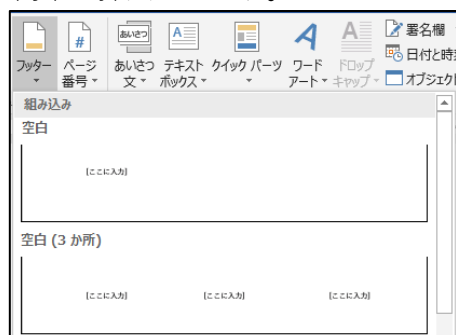 フッター
ページ番号
#
あいさつ
あいさつ文
A
テキストボックス
クイック パーツ
A
ワードアート
A
ドロップキャップ
署名欄
日付と時
オブジェク
組み込み
空白
[ここに入力]
空白 (3 か所)
[ここに入力] [ここに入力] [ここに入力]